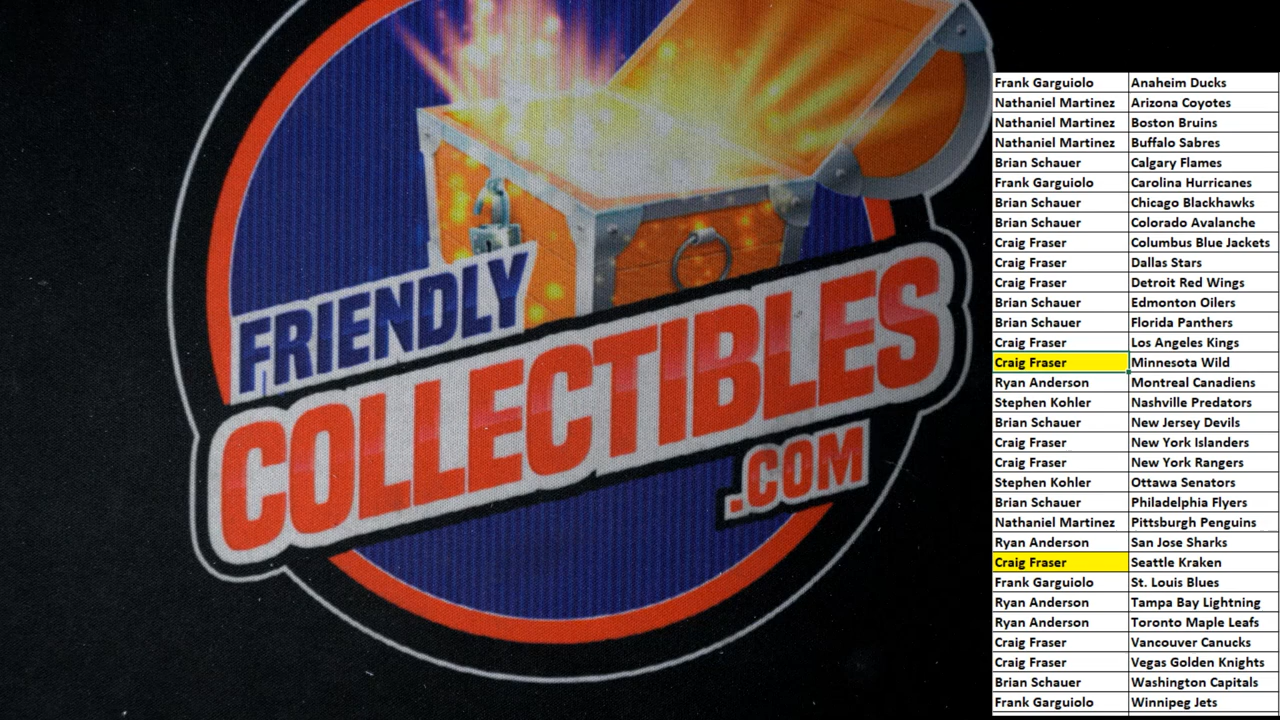 FRIENDLY
COLLECTIBLES
.COM
Frank Garguiolo Anaheim Ducks
Nathaniel Martinez Arizona Coyotes
Nathaniel Martinez Boston Bruins
Nathaniel Martinez Buffalo Sabres
Brian Schauer Calgary Flames
Frank Garguiolo Carolina Hurricanes
Brian Schauer Chicago Blackhawks
Brian Schauer Colorado Avalanche
Craig Fraser Columbus Blue Jackets
Craig Fraser Dallas Stars
Craig Fraser Detroit Red Wings
Brian Schauer Edmonton Oilers
Brian Schauer Florida Panthers
Craig Fraser Los Angeles Kings
Craig Fraser Minnesota Wild
Ryan Anderson Montreal Canadiens
Stephen Kohler Nashville Predators
Brian Schauer New Jersey Devils
Craig Fraser New York Islanders
Craig Fraser New York Rangers
Stephen Kohler Ottawa Senators
Brian Schauer Philadelphia Flyers
Nathaniel Martinez Pittsburgh Penguins
Ryan Anderson San Jose Sharks
Craig Fraser Seattle Kraken
Frank Garguiolo St. Louis Blues
Ryan Anderson Tampa Bay Lightning
Ryan Anderson Toronto Maple Leafs
Craig Fraser Vancouver Canucks
Craig Fraser Vegas Golden Knights
Brian Schauer Washington Capitals
Frank Garguiolo Winnipeg Jets